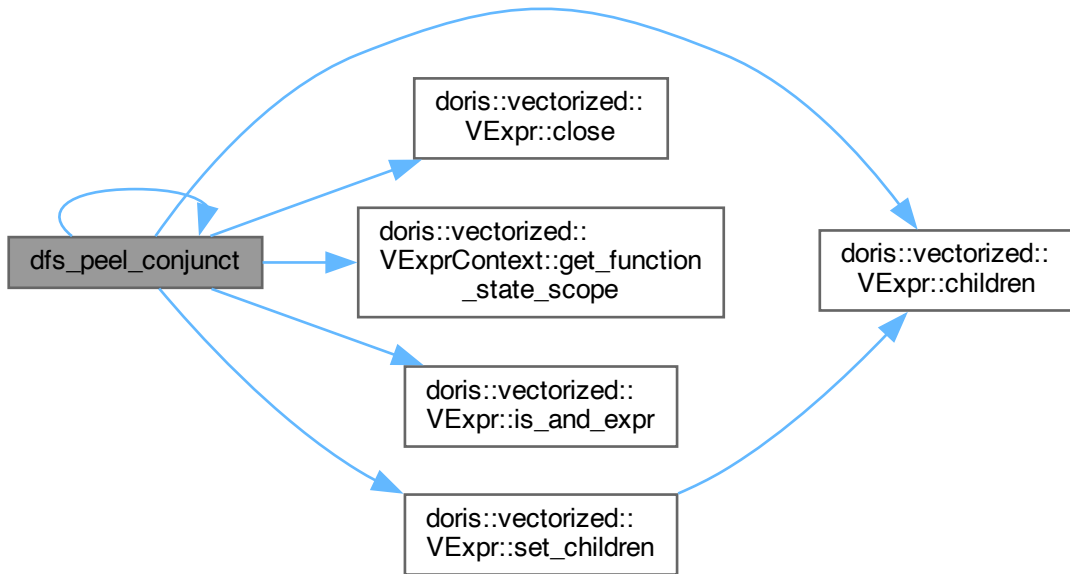 dfs_peel_conjunct
doris::vectorized::
VExpr::close
doris::vectorized::
VExprContext::get_function
_state_scope
doris::vectorized::
VExpr::is_and_expr
doris::vectorized::
VExpr::set_children
doris::vectorized::
VExpr::children